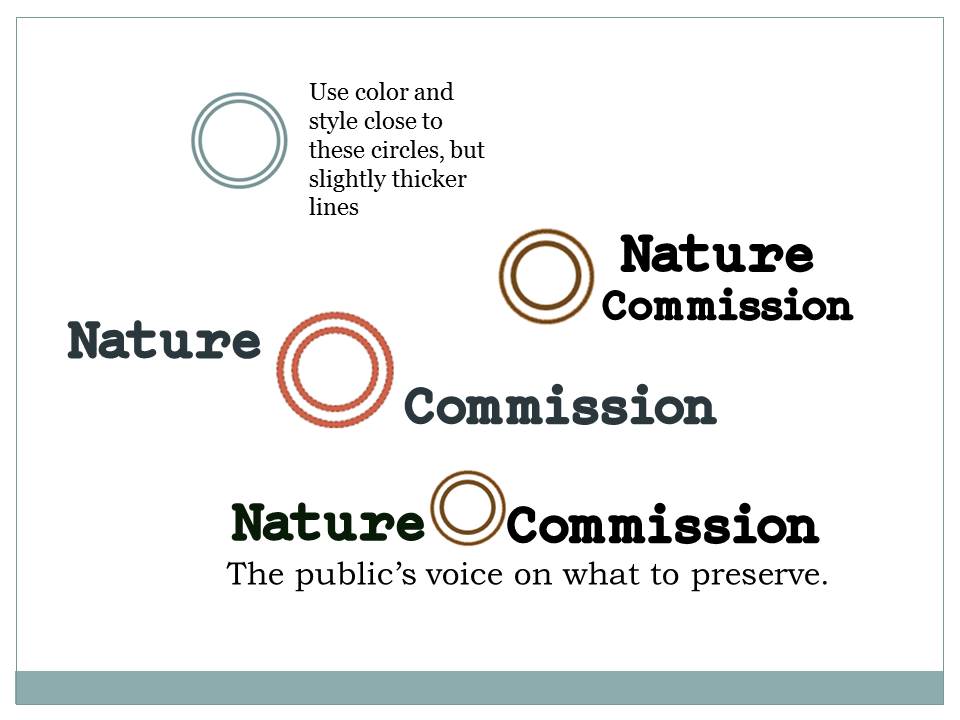 Use color and
style close to
these circles, but
slightly thicker
lines
Nature
Commission
Nature
Commission
Nature Commission
The public’s voice on what to preserve.